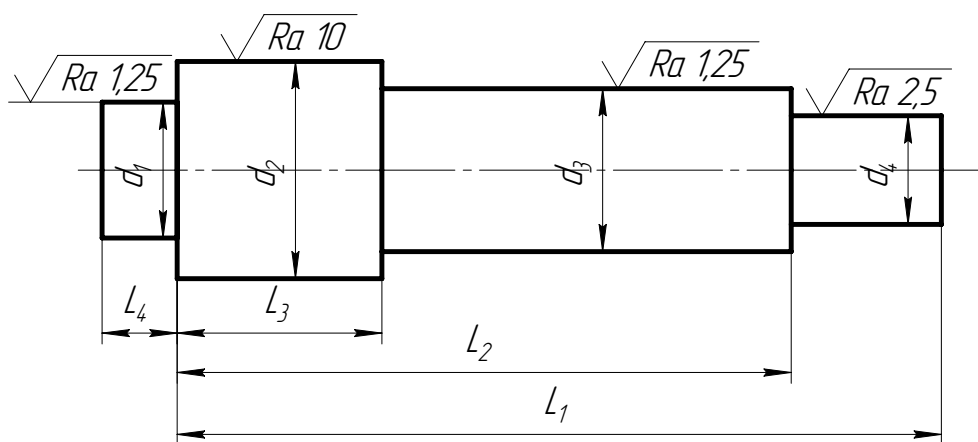 Ra 10
Ra 1,25
Ra 1,25
Ra 2,5
d₁
d₂
d₃
d₄
L₄
L₃
L₂
L₁